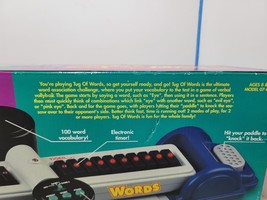 You're playing Tug Of Words, so get yourself ready, and go! Tug Of Words is the ultimate
word association challenge, where you put your vocabulary to the test in a game of verbal
volleyball! The game starts by saying a word, such as "Eye", then using it in a sentence. Players
then must quickly think of combinations which link "eye" with another word, such as "red-eye",
or "pink eye". Back and for the game goes, with players hitting their "paddle" to knock the see-
saw over to their opponent's side. Better think fast, time is running out! 2 modes of play, for 2
or more players. Tug Of Words is fun for the whole family!
AGES 8
MODEL 07
100 word
vocabulary!
Electronic
timer!
Hit your paddle to
"knock" it back.
WORDS